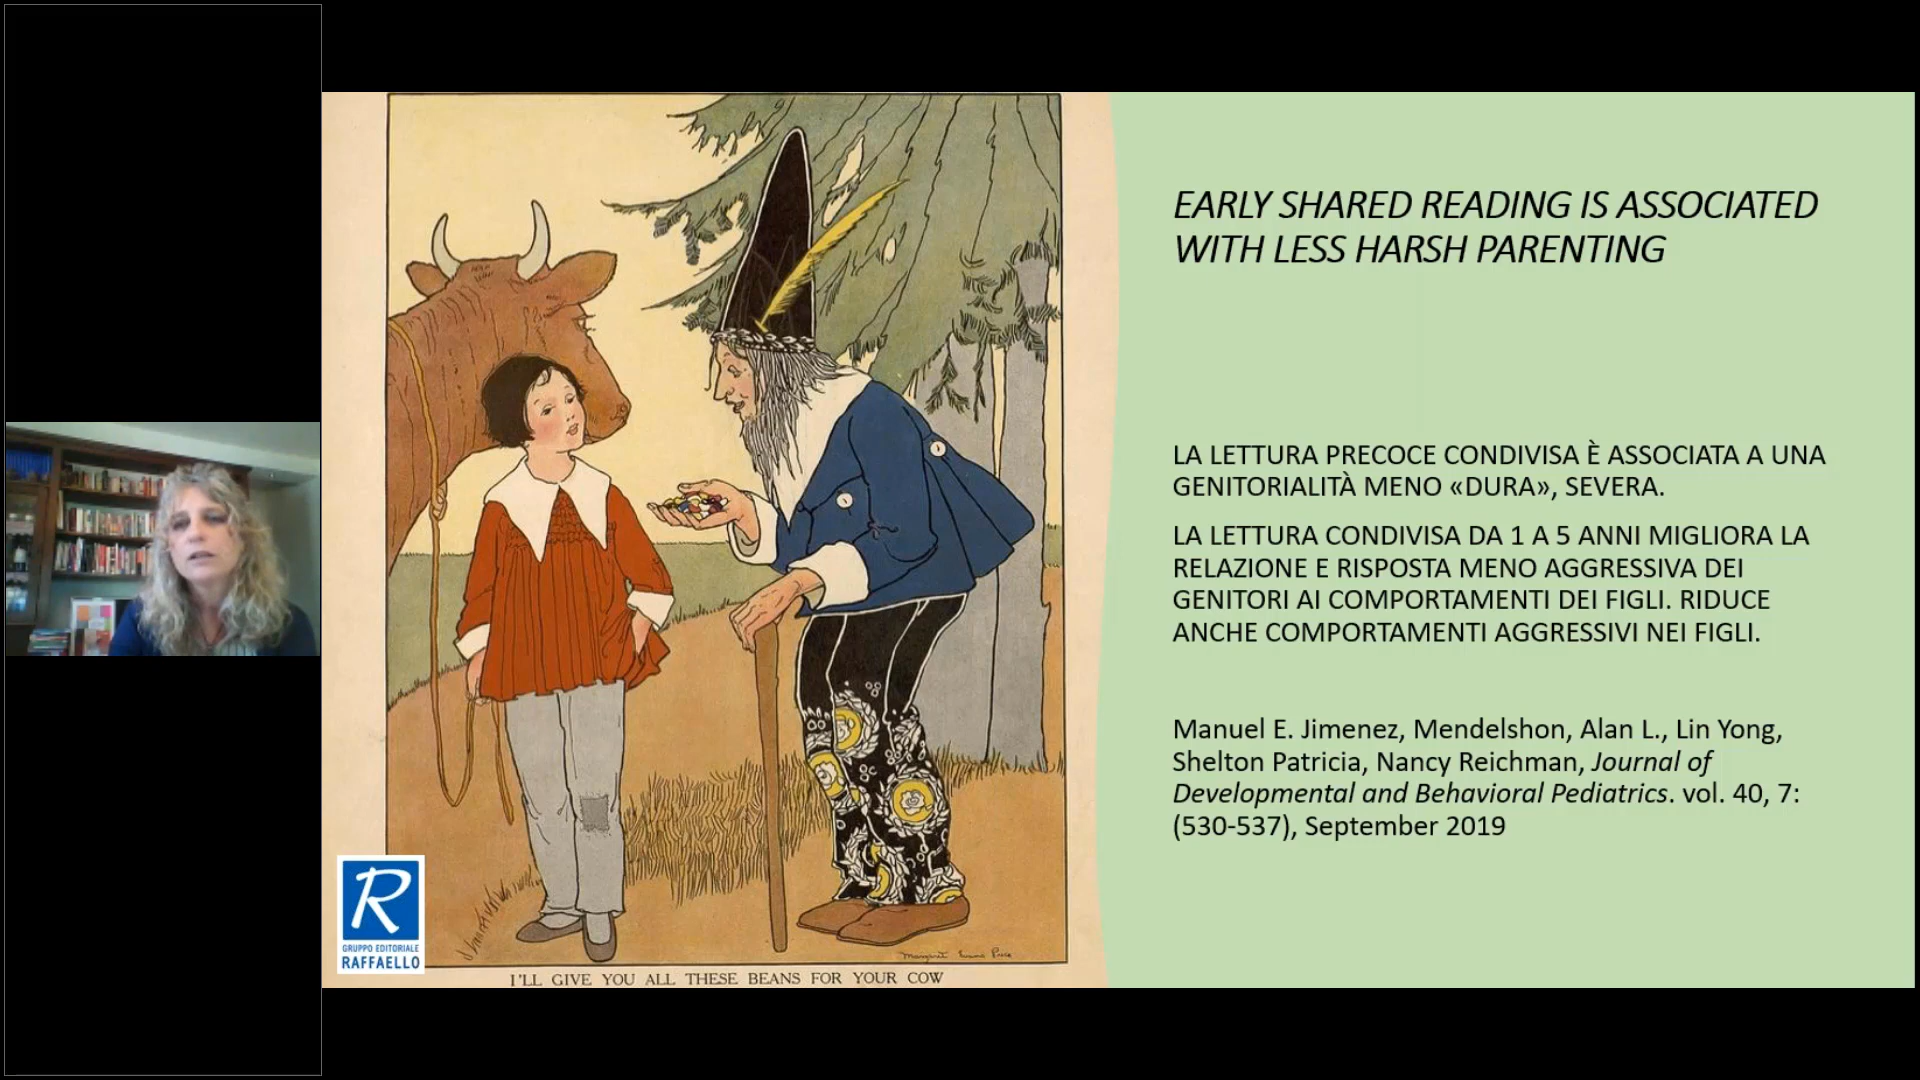 EARLY SHARED READING IS ASSOCIATED
WITH LESS HARSH PARENTING
LA LETTURA PRECOCE CONDIVISA È ASSOCIATA A UNA
GENITORIALITÀ MENO «DURA», SEVERA.
LA LETTURA CONDIVISA DA 1 A 5 ANNI MIGLIORA LA
RELAZIONE E RISPOSTA MENO AGGRESSIVA DEI
GENITORI AI COMPORTAMENTI DEI FIGLI. RIDUCE
ANCHE COMPORTAMENTI AGGRESSIVI NEI FIGLI.
Manuel E. Jimenez, Mendelshon, Alan L., Lin Yong,
Shelton Patricia, Nancy Reichman, Journal of
Developmental and Behavioral Pediatrics. vol. 40, 7:
(530-537), September 2019
Margaret Evans Price
I'LL GIVE YOU ALL THESE BEANS FOR YOUR COW
R
GRUPPO EDITORIALE
RAFFAELLO